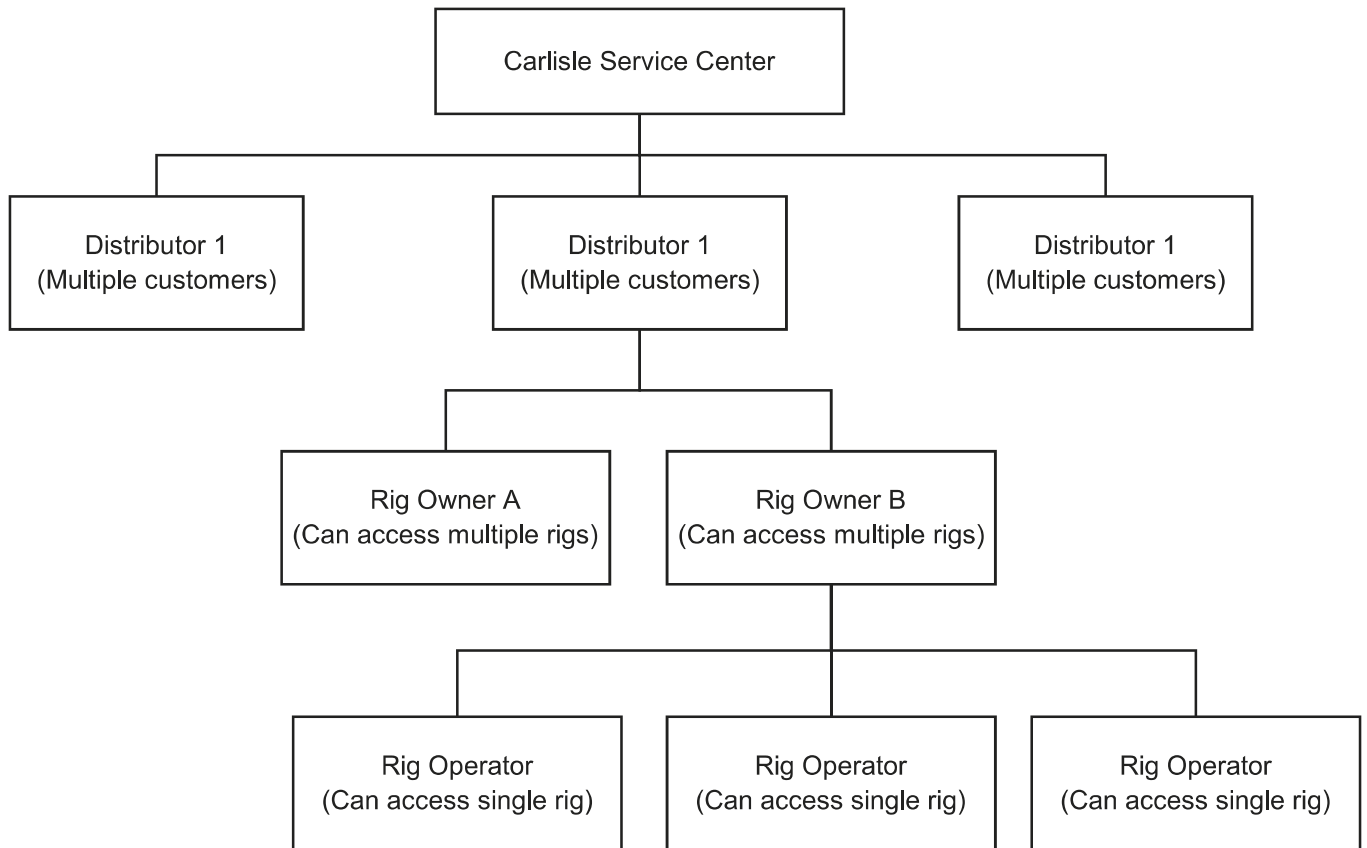 Carlisle Service Center
Distributor 1
(Multiple customers)
Distributor 1
(Multiple customers)
Distributor 1
(Multiple customers)
Rig Owner A
(Can access multiple rigs)
Rig Owner B
(Can access multiple rigs)
Rig Operator
(Can access single rig)
Rig Operator
(Can access single rig)
Rig Operator
(Can access single rig)